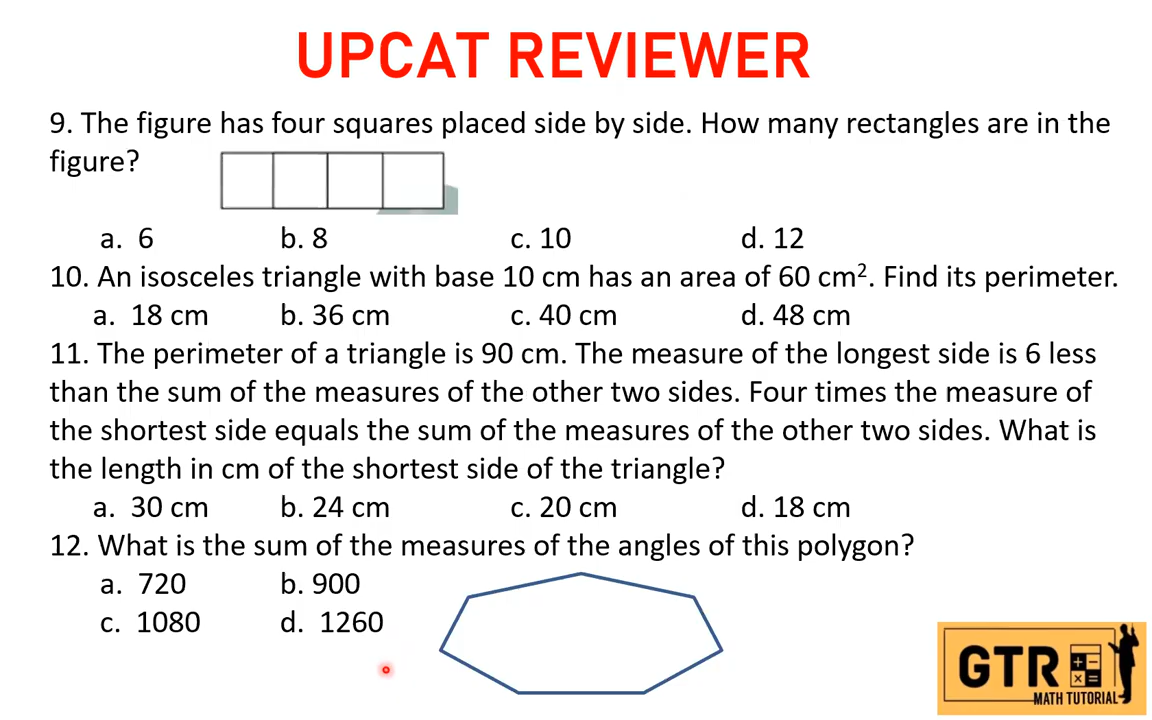 UPCAT REVIEWER
9. The figure has four squares placed side by side. How many rectangles are in the
figure?
a. 6 b. 8 c. 10 d. 12
10. An isosceles triangle with base 10 cm has an area of 60 cm². Find its perimeter.
a. 18 cm b. 36 cm c. 40 cm d. 48 cm
11. The perimeter of a triangle is 90 cm. The measure of the longest side is 6 less
than the sum of the measures of the other two sides. Four times the measure of
the shortest side equals the sum of the measures of the other two sides. What is
the length in cm of the shortest side of the triangle?
a. 30 cm b. 24 cm c. 20 cm d. 18 cm
12. What is the sum of the measures of the angles of this polygon?
a. 720 b. 900
c. 1080 d. 1260
GTR
+ −
× =
MATH TUTORIAL